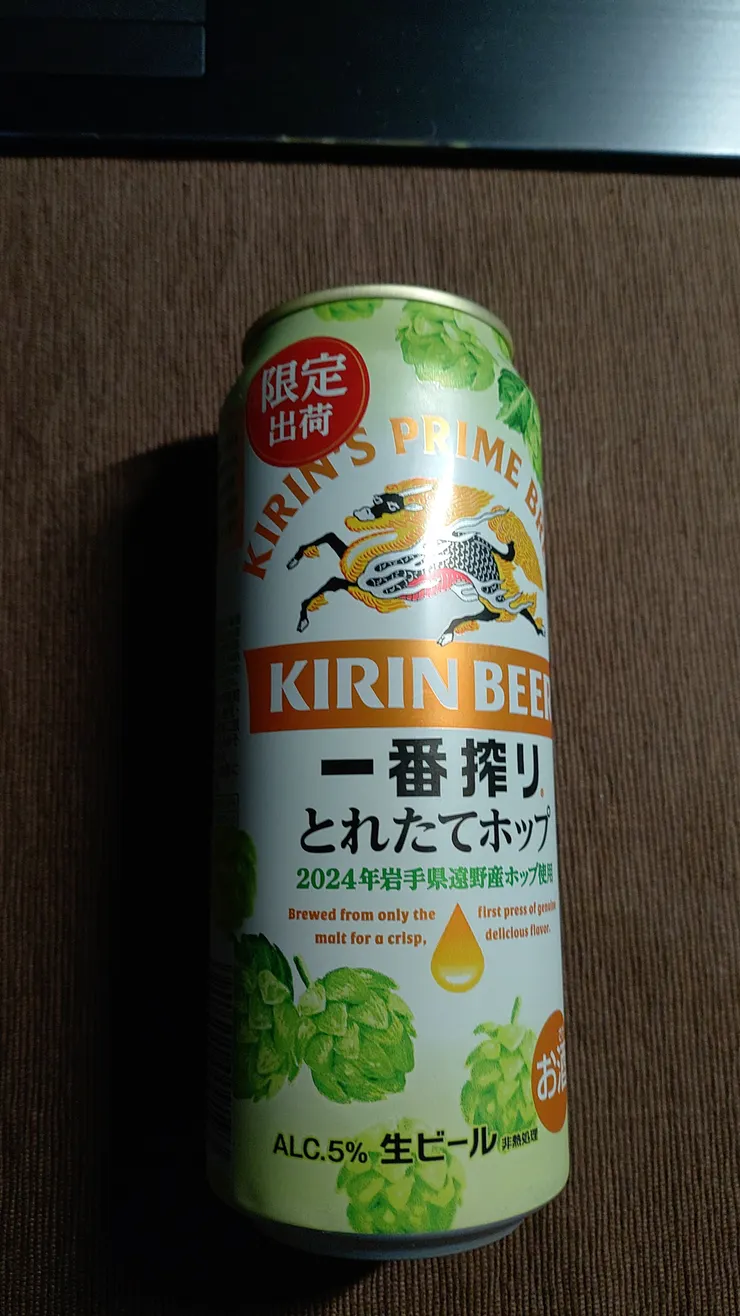 限定
出荷
KIRIN'S PRIME
KIRIN BEER
一番搾り
とれたてホップ
2024年岩手県遠野産ホップ使用
Brewed from only the first press of genuine
malt for a crisp, delicious flavor.
お酒
ALC.5% 生ビール 非熱処理